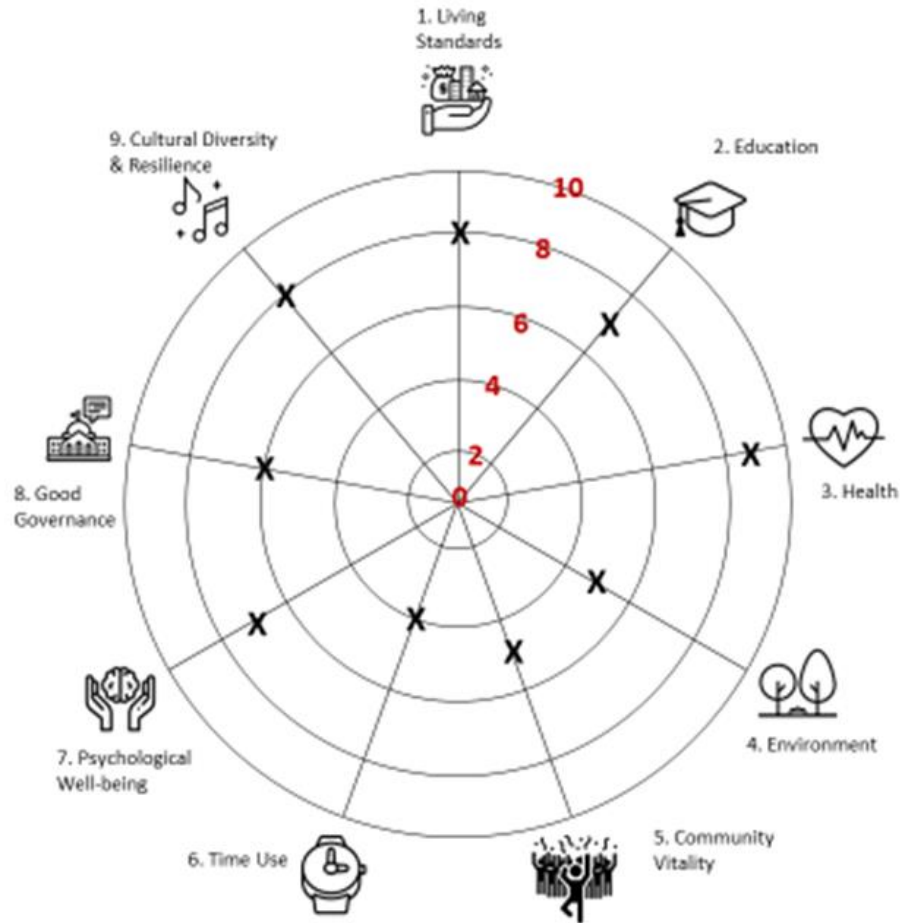 1. Living
Standards
9. Cultural Diversity
& Resilience
2. Education
10
X
8
X
6
X
4
8. Good
Governance
X
2
X
3. Health
0
X
X
X
X
7. Psychological
Well-being
4. Environment
6. Time Use
5. Community
Vitality
$